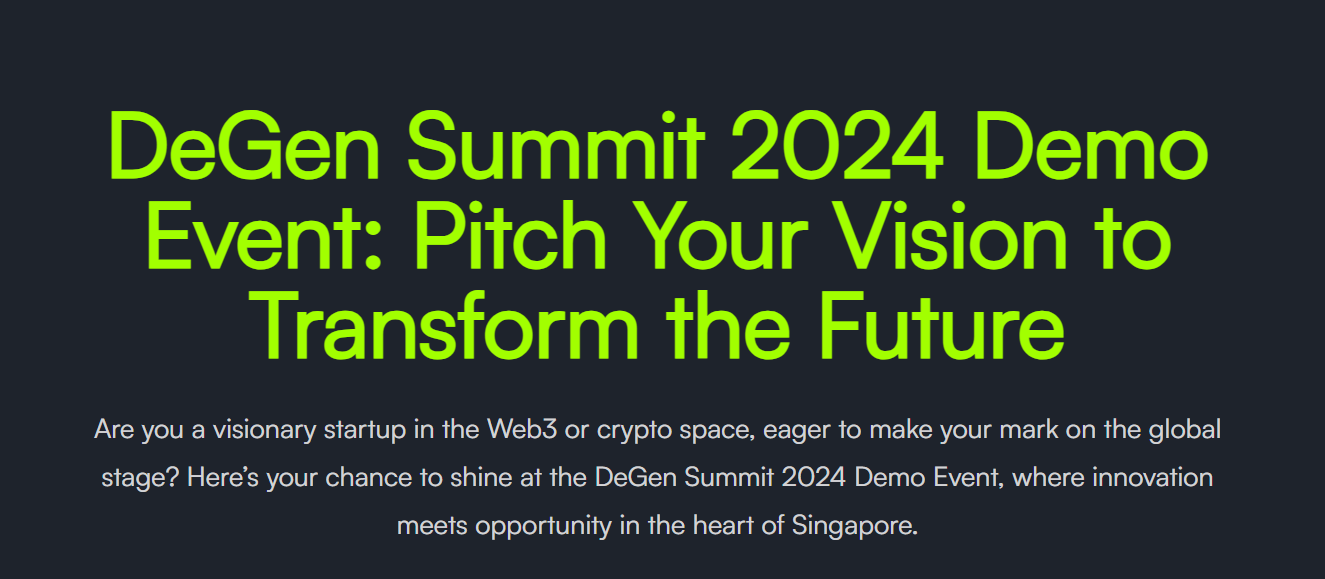 DeGen Summit 2024 Demo
Event: Pitch Your Vision to
Transform the Future
Are you a visionary startup in the Web3 or crypto space, eager to make your mark on the global
stage? Here’s your chance to shine at the DeGen Summit 2024 Demo Event, where innovation
meets opportunity in the heart of Singapore.